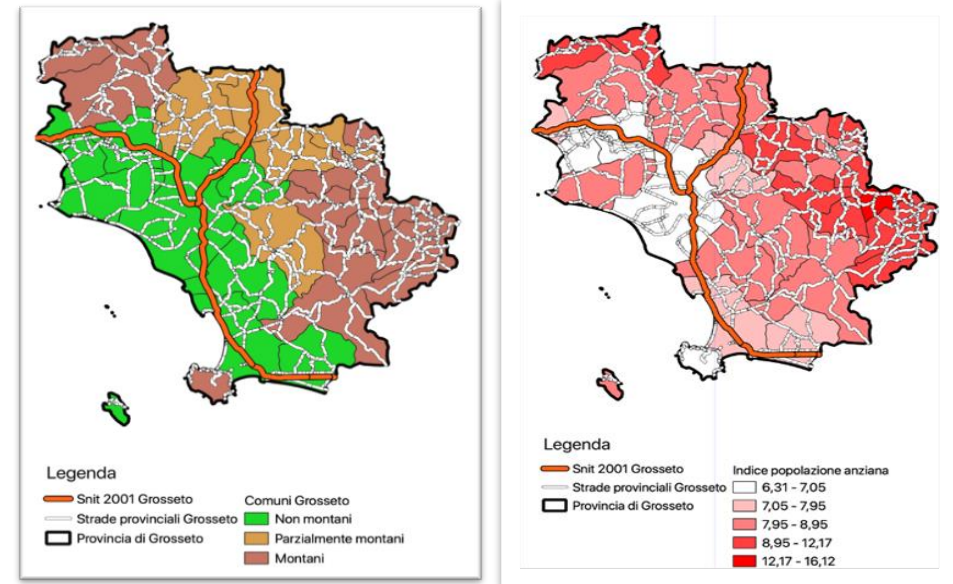 Legenda
Snit 2001 Grosseto
Strade provinciali Grosseto
Provincia di Grosseto
Comuni Grosseto
Non montani
Parzialmente montani
Montani
Legenda
Snit 2001 Grosseto
Strade provinciali Grosseto
Provincia di Grosseto
Indice popolazione anziana
6,31 - 7,05
7,05 - 7,95
7,95 - 8,95
8,95 - 12,17
12,17 - 16,12